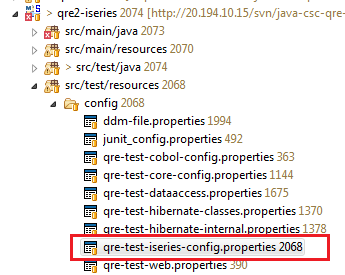 > qre2-iseries 2074 [http://20.194.10.15/svn/java-csc-qre-
src/main/java 2073
src/main/resources 2070
> src/test/java 2074
src/test/resources 2068
config 2068
ddm-file.properties 1994
junit_config.properties 492
qre-test-cobol-config.properties 363
qre-test-core-config.properties 1144
qre-test-dataaccess.properties 1675
qre-test-hibernate-classes.properties 1370
qre-test-hibernate-internal.properties 1378
qre-test-iseries-config.properties 2068
qre-test-web.properties 390